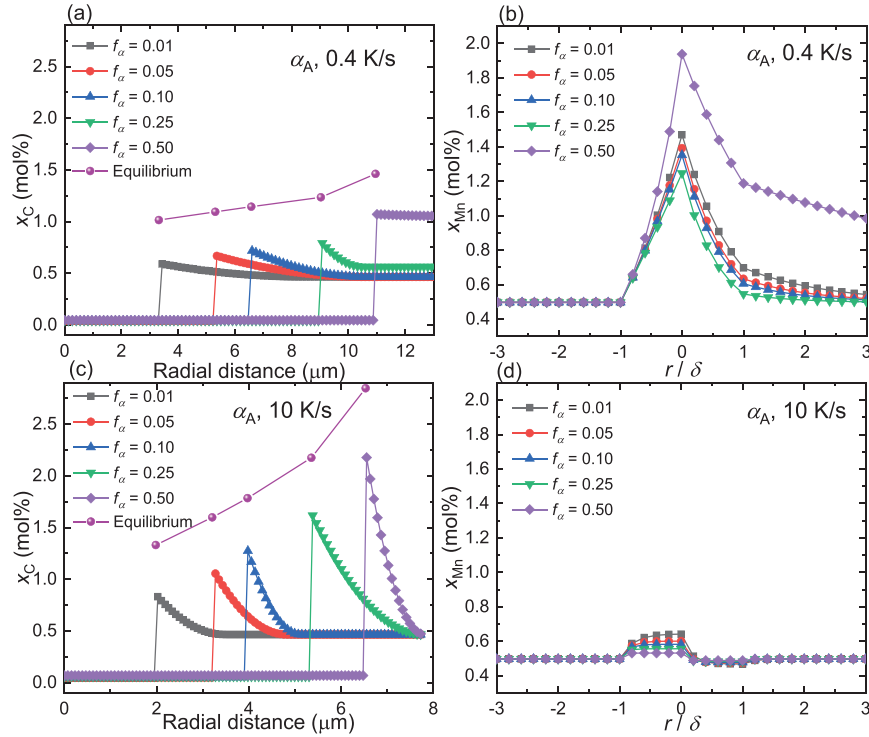 (a)
α_A, 0.4 K/s
f_α = 0.01
f_α = 0.05
f_α = 0.10
f_α = 0.25
f_α = 0.50
Equilibrium
x_C (mol%)
0.0
0.5
1.0
1.5
2.0
2.5
0 2 4 6 8 10 12
Radial distance (μm)
(b)
α_A, 0.4 K/s
f_α = 0.01
f_α = 0.05
f_α = 0.10
f_α = 0.25
f_α = 0.50
x_Mn (mol%)
2.0
1.8
1.6
1.4
1.2
1.0
0.8
0.6
0.4
-3 -2 -1 0 1 2 3
r / δ
(c)
α_A, 10 K/s
f_α = 0.01
f_α = 0.05
f_α = 0.10
f_α = 0.25
f_α = 0.50
Equilibrium
x_C (mol%)
2.5
2.0
1.5
1.0
0.5
0.0
0 2 4 6 8
Radial distance (μm)
(d)
α_A, 10 K/s
f_α = 0.01
f_α = 0.05
f_α = 0.10
f_α = 0.25
f_α = 0.50
x_Mn (mol%)
2.0
1.8
1.6
1.4
1.2
1.0
0.8
0.6
0.4
-3 -2 -1 0 1 2 3
r / δ